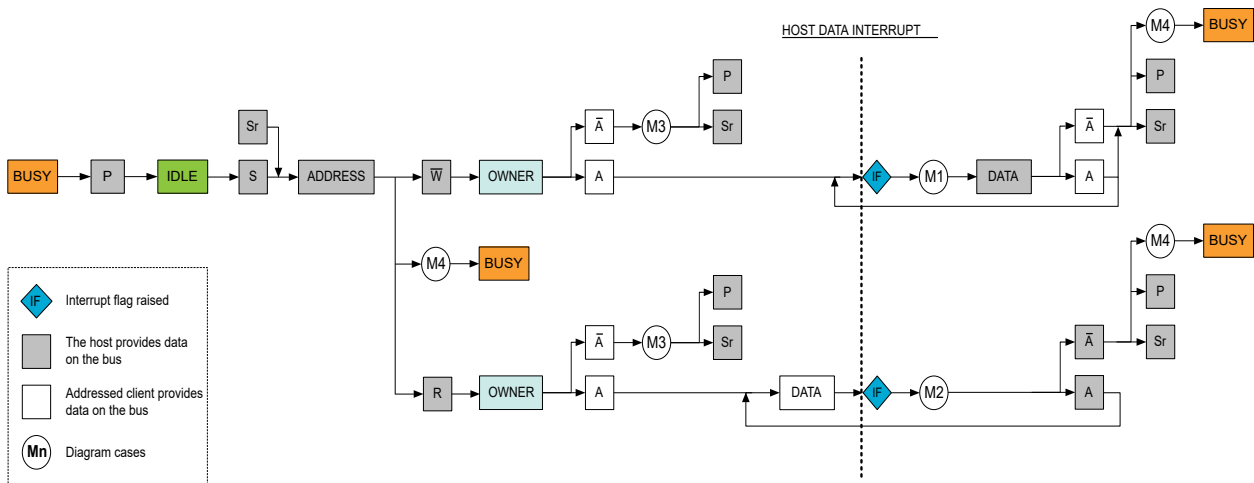 HOST DATA INTERRUPT
M4
BUSY
P
P
Sr
A̅
M3
Sr
A̅
Sr
BUSY
P
IDLE
S
ADDRESS
W̅
OWNER
A
IF
M1
DATA
A
M4
BUSY
M4
BUSY
IF
Interrupt flag raised
P
P
The host provides data
on the bus
A̅
M3
Sr
A̅
Sr
Addressed client provides
data on the bus
R
OWNER
A
DATA
IF
M2
A
Mn
Diagram cases